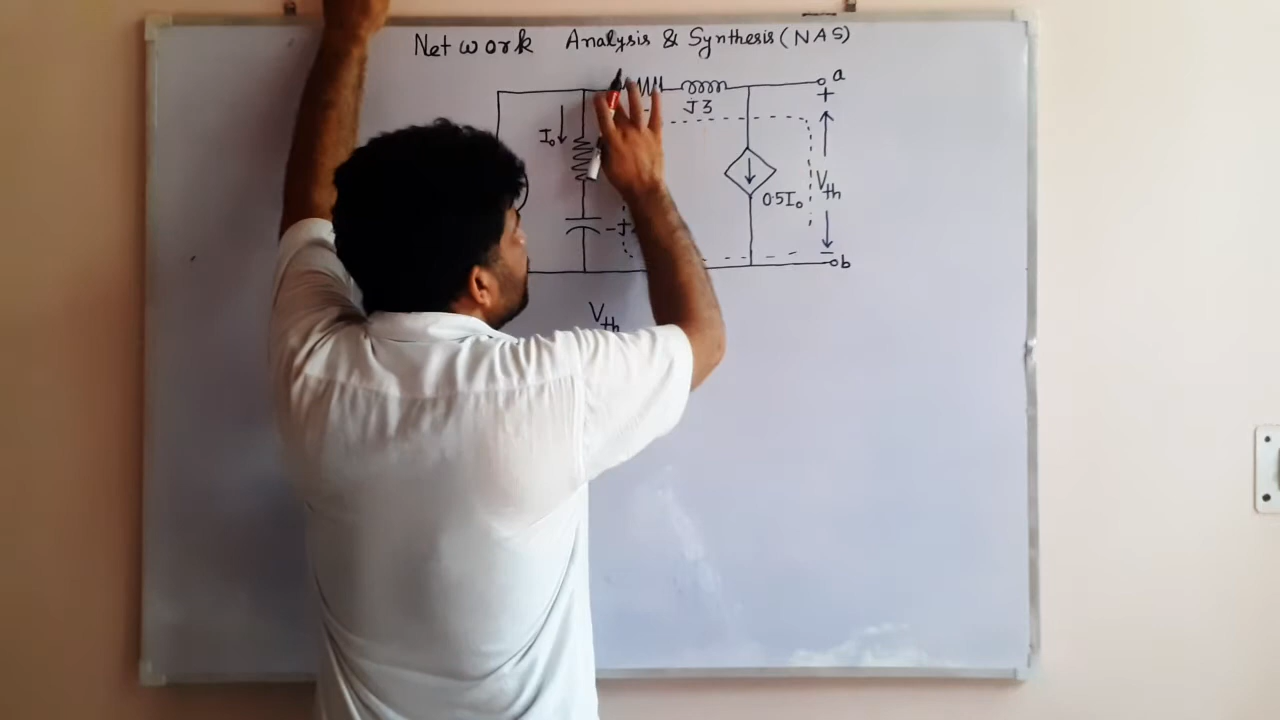 Network Analysis & Synthesis (NAS)
a
+
J3
I₀
Vth
0.5I₀
-J
-
b
Vth